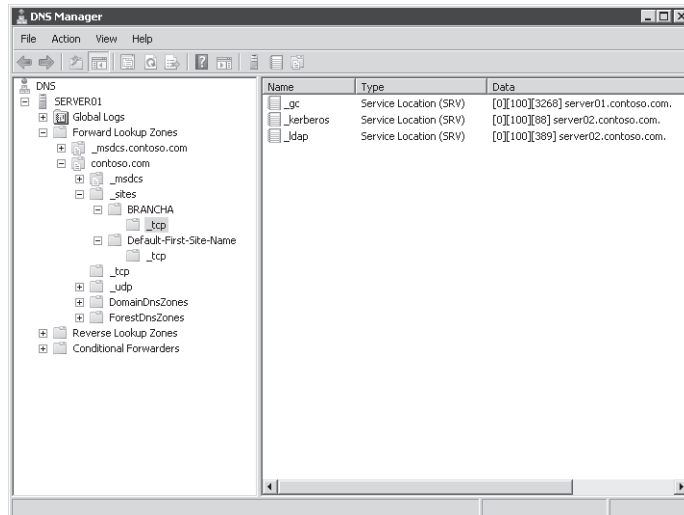 DNS Manager
File Action View Help
DNS
SERVER01
Global Logs
Forward Lookup Zones
_msdcs.contoso.com
contoso.com
_msdcs
_sites
BRANCHA
_tcp
Default-First-Site-Name
_tcp
_tcp
_udp
DomainDnsZones
ForestDnsZones
Reverse Lookup Zones
Conditional Forwarders
Name Type Data
_gc Service Location (SRV) [0][100][3268] server01.contoso.com.
_kerberos Service Location (SRV) [0][100][88] server02.contoso.com.
_ldap Service Location (SRV) [0][100][389] server02.contoso.com.